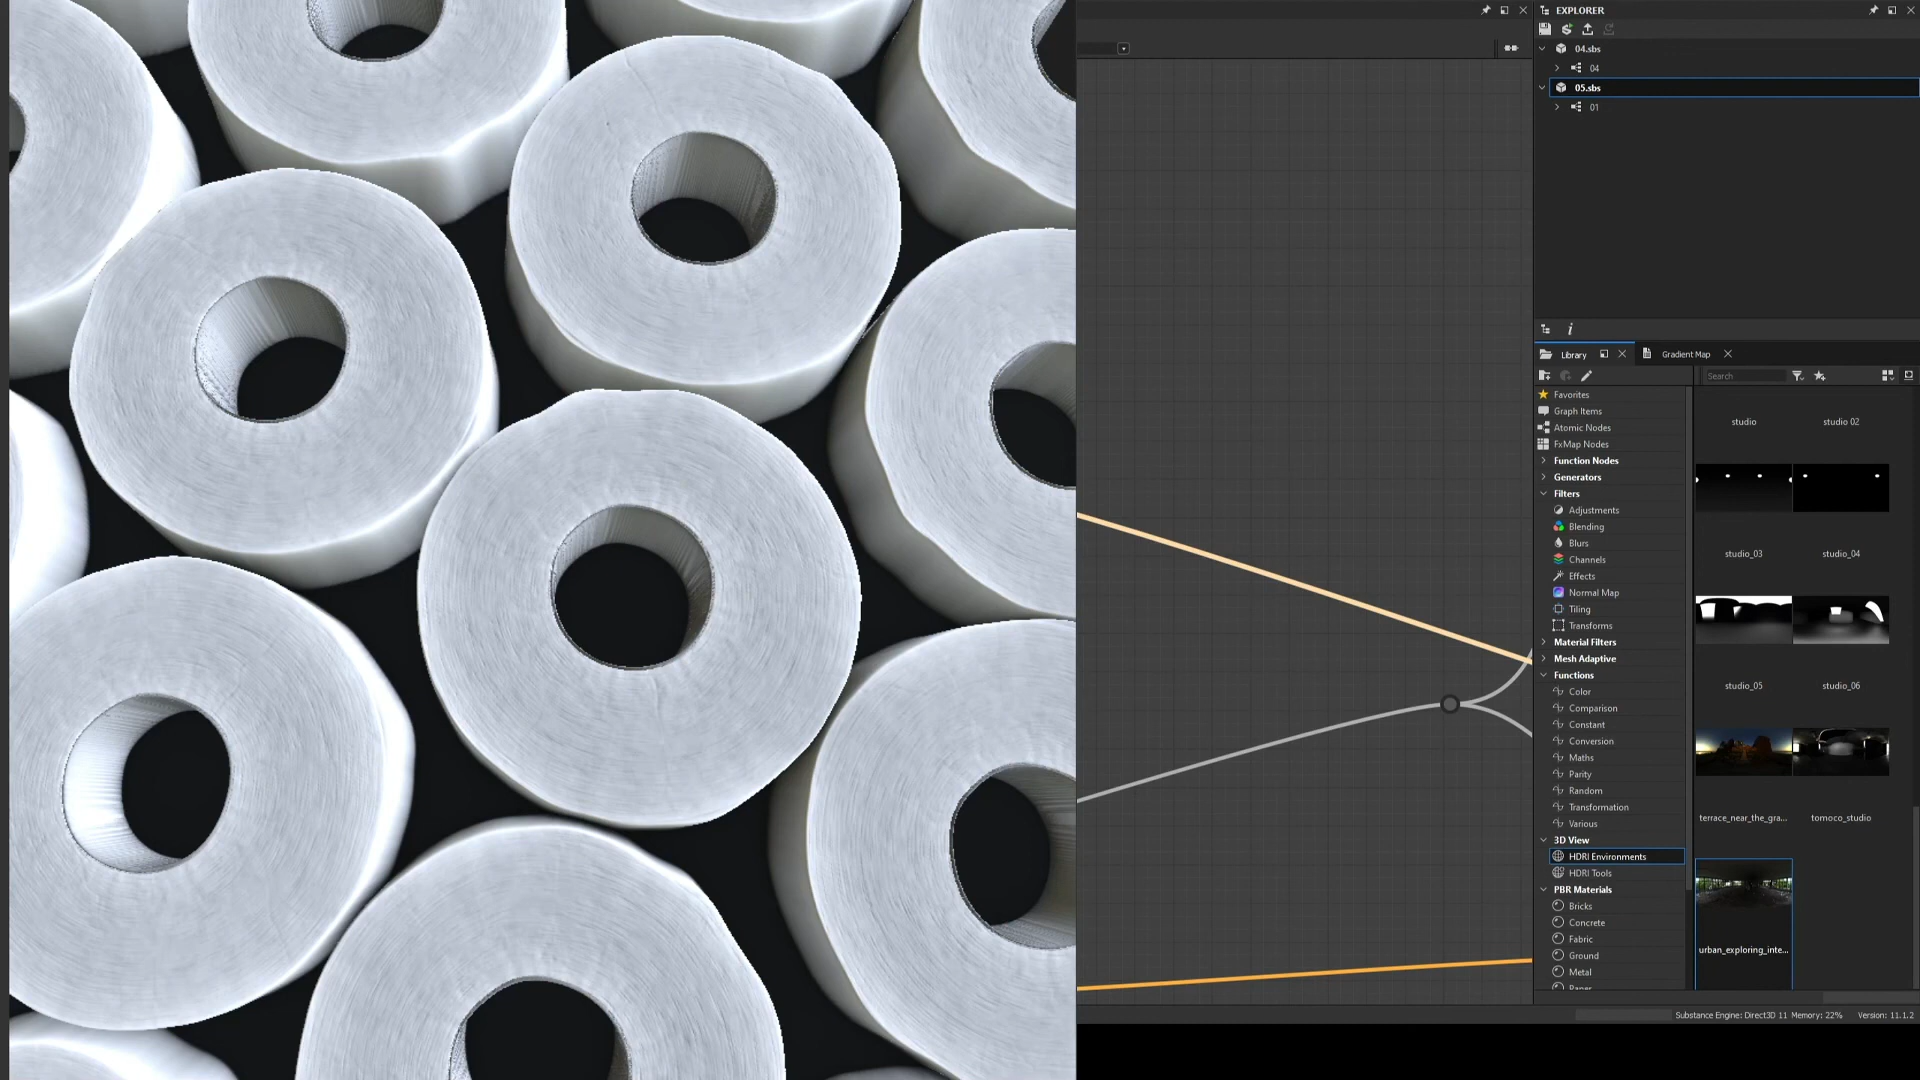 EXPLORER
04.sbs
04
05.sbs
01
i
Library
Gradient Map
Search
Favorites
Graph Items
Atomic Nodes
FxMap Nodes
Function Nodes
Generators
Filters
Adjustments
Blending
Blurs
Channels
Effects
Normal Map
Tiling
Transforms
Material Filters
Mesh Adaptive
Functions
Color
Comparison
Constant
Conversion
Maths
Parity
Random
Transformation
Various
3D View
HDRI Environments
HDRI Tools
PBR Materials
Bricks
Concrete
Fabric
Ground
Metal
studio
studio 02
studio_03
studio_04
studio_05
studio_06
terrace_near_the_gra...
tomoco_studio
urban_exploring_inte...
Substance Engine: Direct3D 11 Memory: 22%
Version: 11.1.2